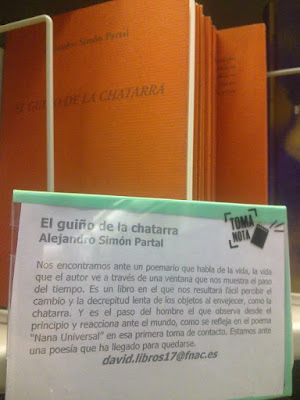 Alejandro Simón Partal
EL GUIÑO DE LA CHATARRA
TOMA
NOTA
El guiño de la chatarra
Alejandro Simón Partal
Nos encontramos ante un poemario que habla de la vida, la vida
que el autor ve a través de una ventana que nos muestra el paso
del tiempo. Es un libro en el que nos resultará fácil percibir el
cambio y la decrepitud lenta de los objetos al envejecer, como la
chatarra. Y es el paso del hombre el que observa desde el
principio y reacciona ante el mundo, como se refleja en el poema
"Nana Universal" en esa primera toma de contacto. Estamos ante
una poesía que ha llegado para quedarse.
david.libros17@fnac.es